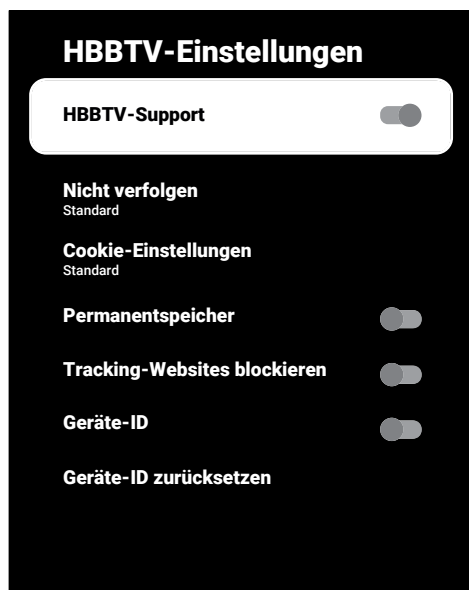 HBBTV-Einstellungen
HBBTV-Support
Nicht verfolgen
Standard
Cookie-Einstellungen
Standard
Permanentspeicher
Tracking-Websites blockieren
Geräte-ID
Geräte-ID zurücksetzen